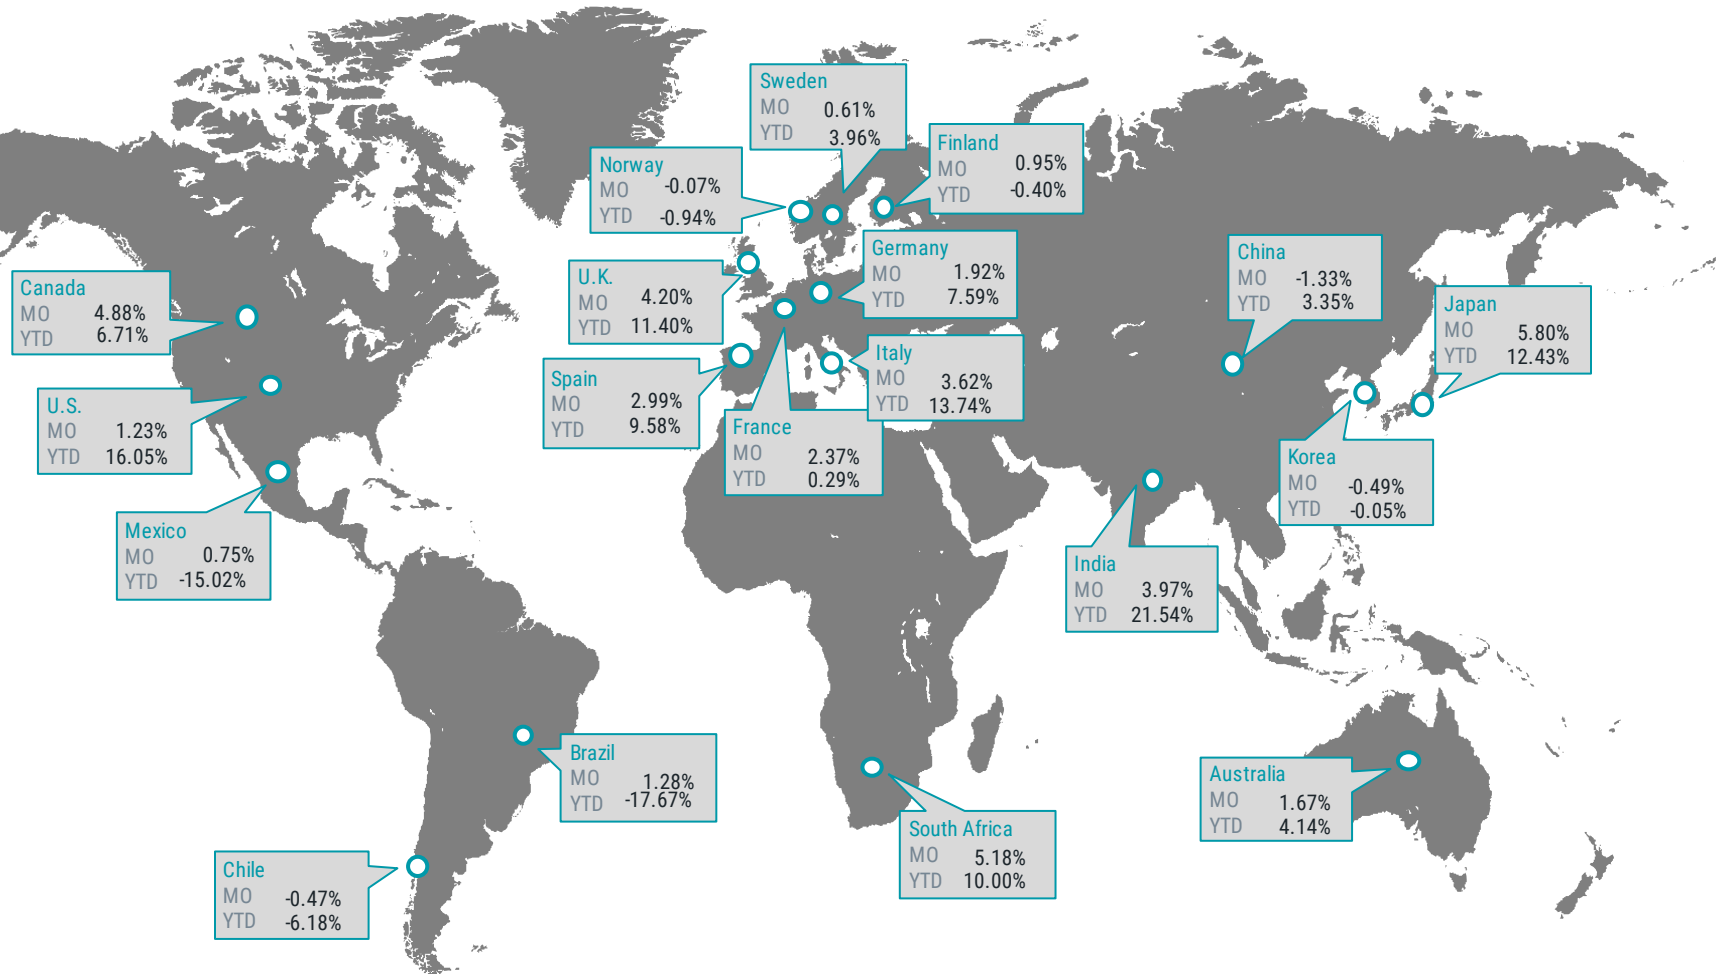 Sweden
MO 0.61%
YTD 3.96%
Finland
MO 0.95%
YTD -0.40%
Norway
MO -0.07%
YTD -0.94%
Germany
MO 1.92%
YTD 7.59%
China
MO -1.33%
YTD 3.35%
U.K.
MO 4.20%
YTD 11.40%
Canada
MO 4.88%
YTD 6.71%
Japan
MO 5.80%
YTD 12.43%
Italy
MO 3.62%
YTD 13.74%
Spain
MO 2.99%
YTD 9.58%
U.S.
MO 1.23%
YTD 16.05%
France
MO 2.37%
YTD 0.29%
Korea
MO -0.49%
YTD -0.05%
Mexico
MO 0.75%
YTD -15.02%
India
MO 3.97%
YTD 21.54%
Brazil
MO 1.28%
YTD -17.67%
Australia
MO 1.67%
YTD 4.14%
South Africa
MO 5.18%
YTD 10.00%
Chile
MO -0.47%
YTD -6.18%